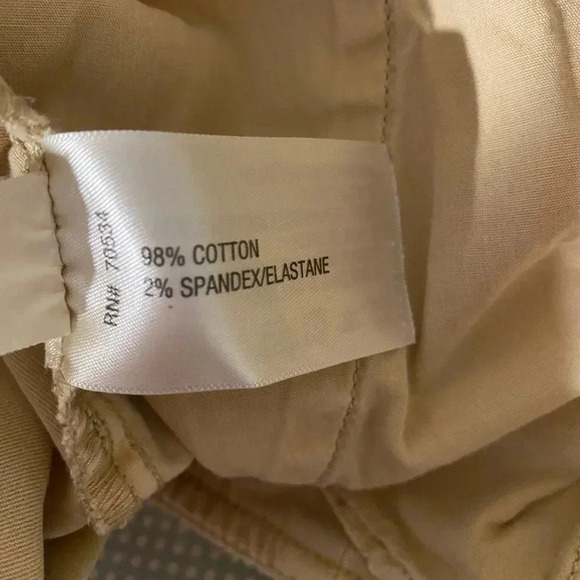 98% COTTON
2% SPANDEX/ELASTANE
RN# 70534